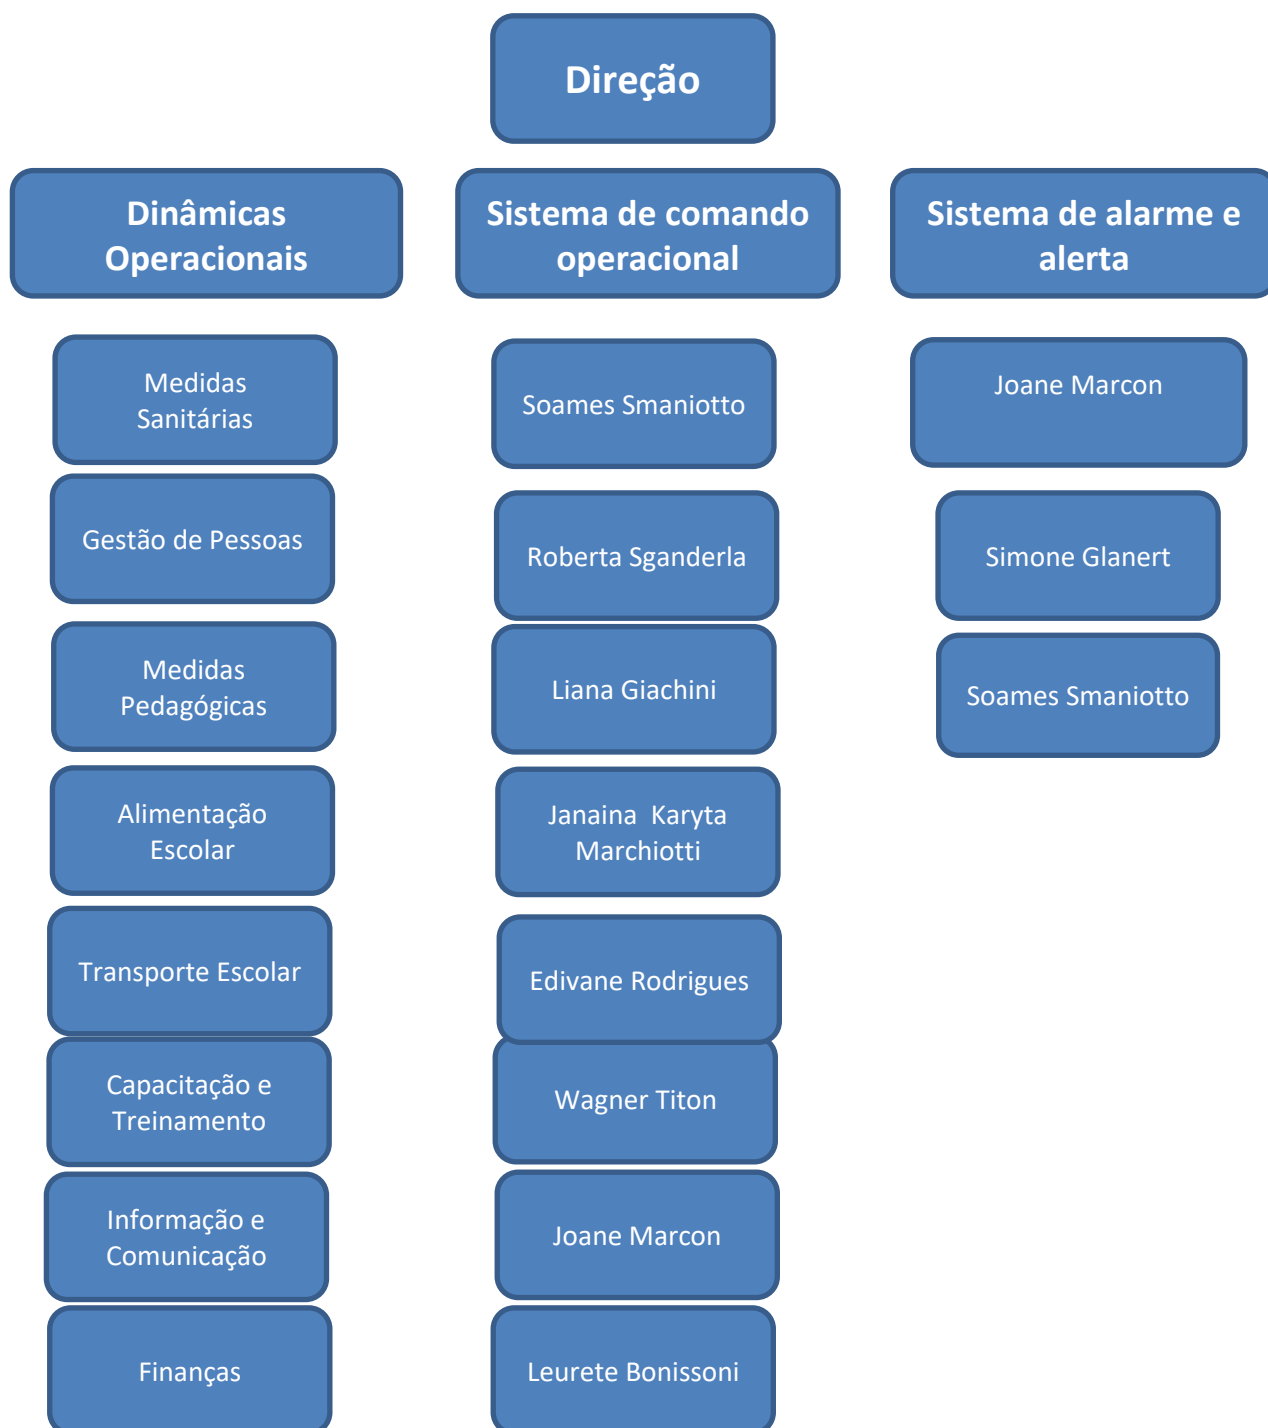 Direção
Dinâmicas
Operacionais
Sistema de comando
operacional
Sistema de alarme e
alerta
Medidas
Sanitárias
Soames Smaniotto
Joane Marcon
Gestão de Pessoas
Roberta Sganderla
Simone Glanert
Medidas
Pedagógicas
Liana Giachini
Soames Smaniotto
Alimentação
Escolar
Janaina  Karyta
Marchiotti
Transporte Escolar
Edivane Rodrigues
Capacitação e
Treinamento
Wagner Titon
Informação e
Comunicação
Joane Marcon
Finanças
Leurete Bonissoni